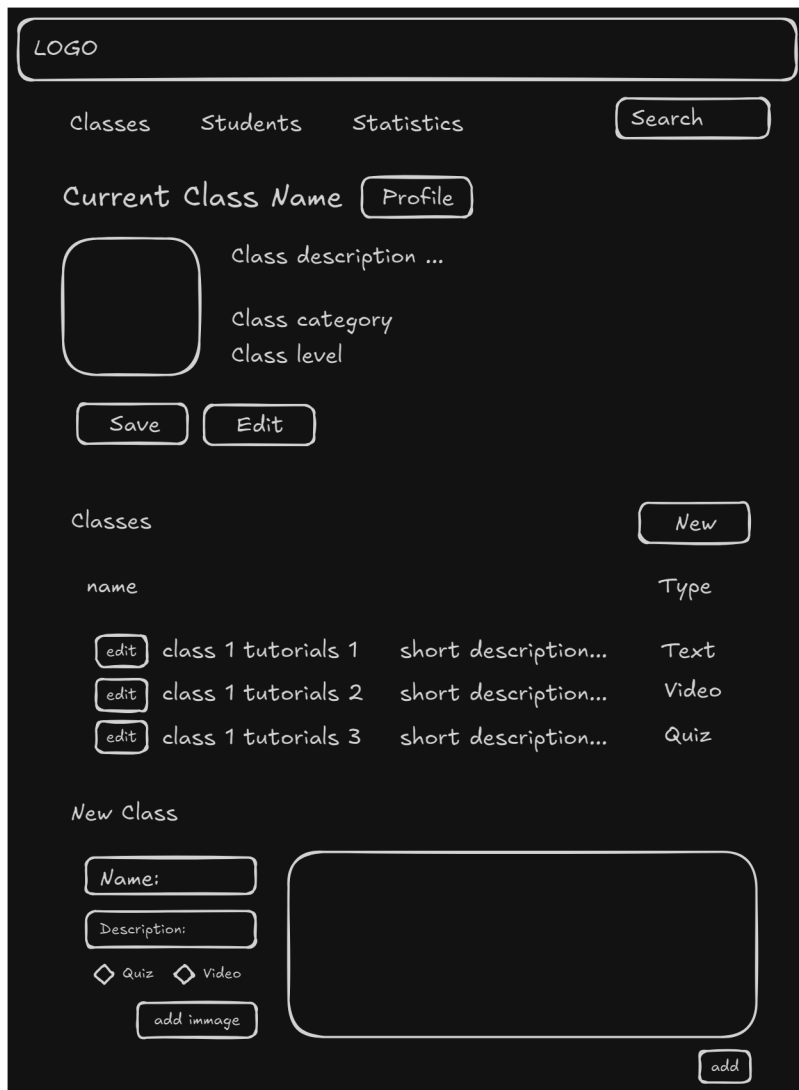 LOGO
Classes Students Statistics Search
Current Class Name Profile
Class description ...
Class category
Class level
Save Edit
Classes New
name Type
edit class 1 tutorials 1 short description... Text
edit class 1 tutorials 2 short description... Video
edit class 1 tutorials 3 short description... Quiz
New Class
Name:
Description:
Quiz Video
add immage
add